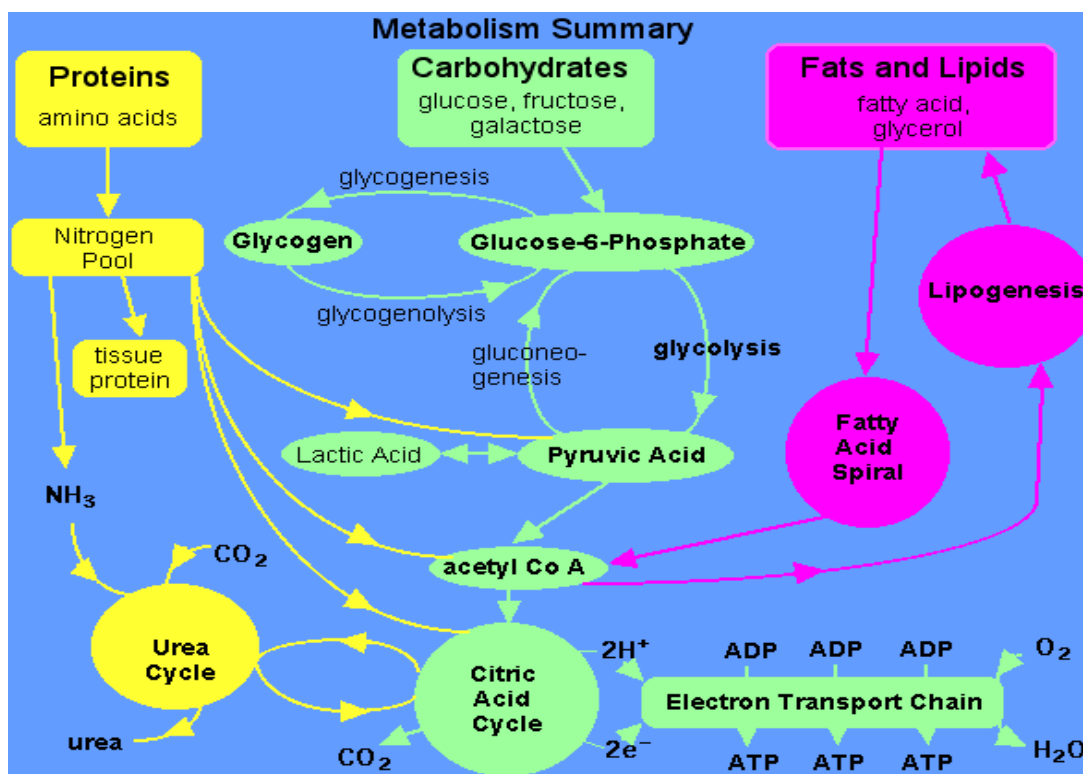 Metabolism Summary
Proteins
amino acids
Carbohydrates
glucose, fructose,
galactose
Fats and Lipids
fatty acid,
glycerol
glycogenesis
Nitrogen
Pool
Glycogen
Glucose-6-Phosphate
Lipogenesis
glycogenolysis
tissue
protein
gluconeo-
genesis
glycolysis
Fatty
Acid
Spiral
Lactic Acid
Pyruvic Acid
NH₃
CO₂
acetyl Co A
Urea
Cycle
Citric
Acid
Cycle
2H⁺
ADP ADP ADP
O₂
Electron Transport Chain
urea
CO₂
2e⁻
ATP ATP ATP
H₂O